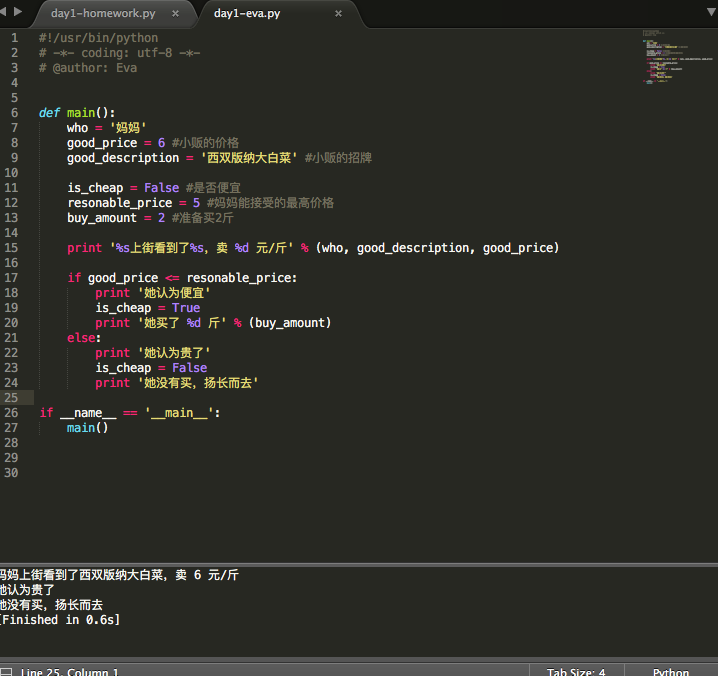 day1-homework.py × day1-eva.py ×
1 #!/usr/bin/python
2 # -*- coding: utf-8 -*-
3 # @author: Eva
4
5
6 def main():
7 who = '妈妈'
8 good_price = 6 #小贩的价格
9 good_description = '西双版纳大白菜' #小贩的招牌
10
11 is_cheap = False #是否便宜
12 resonable_price = 5 #妈妈能接受的最高价格
13 buy_amount = 2 #准备买2斤
14
15 print '%s上街看到了%s，卖 %d 元/斤' % (who, good_description, good_price)
16
17 if good_price <= resonable_price:
18 print '她认为便宜'
19 is_cheap = True
20 print '她买了 %d 斤' % (buy_amount)
21 else:
22 print '她认为贵了'
23 is_cheap = False
24 print '她没有买，扬长而去'
25
26 if __name__ == '__main__':
27 main()
28
29
30
妈妈上街看到了西双版纳大白菜，卖 6 元/斤
她认为贵了
她没有买，扬长而去
[Finished in 0.6s]
Line 25, Column 1 Tab Size: 4 Python